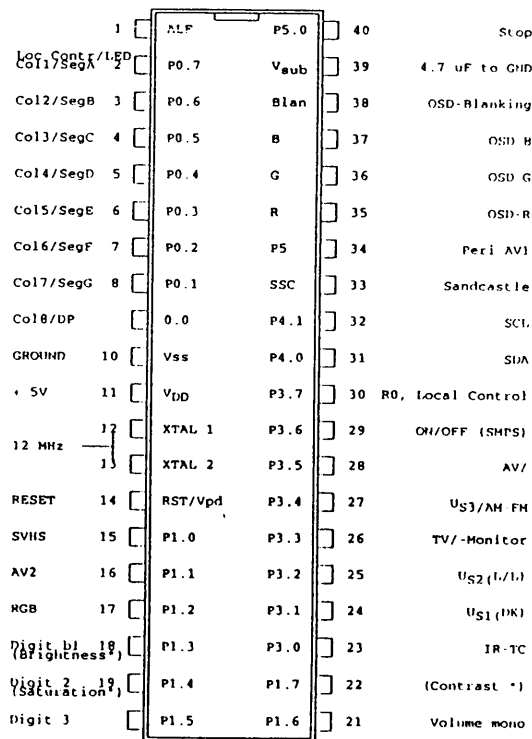 1 ALE P5.0 40 Stop
Loc Contr/LED
Col1/SegA 2 P0.7 Vsub 39 4.7 uF to GND
Col2/SegB 3 P0.6 Blan 38 OSD-Blanking
Col3/SegC 4 P0.5 B 37 OSD B
Col4/SegD 5 P0.4 G 36 OSD G
Col5/SegE 6 P0.3 R 35 OSD-R
Col6/SegF 7 P0.2 P5 34 Peri AV1
Col7/SegG 8 P0.1 SSC 33 Sandcastle
Col8/DP 0.0 P4.1 32 SCL
GROUND 10 Vss P4.0 31 SDA
+ 5V 11 VDD P3.7 30 R0, Local Control
12 XTAL 1 P3.6 29 ON/OFF (SMPS)
12 MHz
13 XTAL 2 P3.5 28 AV/
RESET 14 RST/Vpd P3.4 27 US3/AM-FM
SVHS 15 P1.0 P3.3 26 TV/-Monitor
AV2 16 P1.1 P3.2 25 US2(L/L)
RGB 17 P1.2 P3.1 24 US1(DK)
Digit bl 18 P1.3 P3.0 23 IR-TC
(Brightness*)
Digit 2 19 P1.4 P1.7 22 (Contrast *)
(Saturation*)
Digit 3 P1.5 P1.6 21 Volume mono